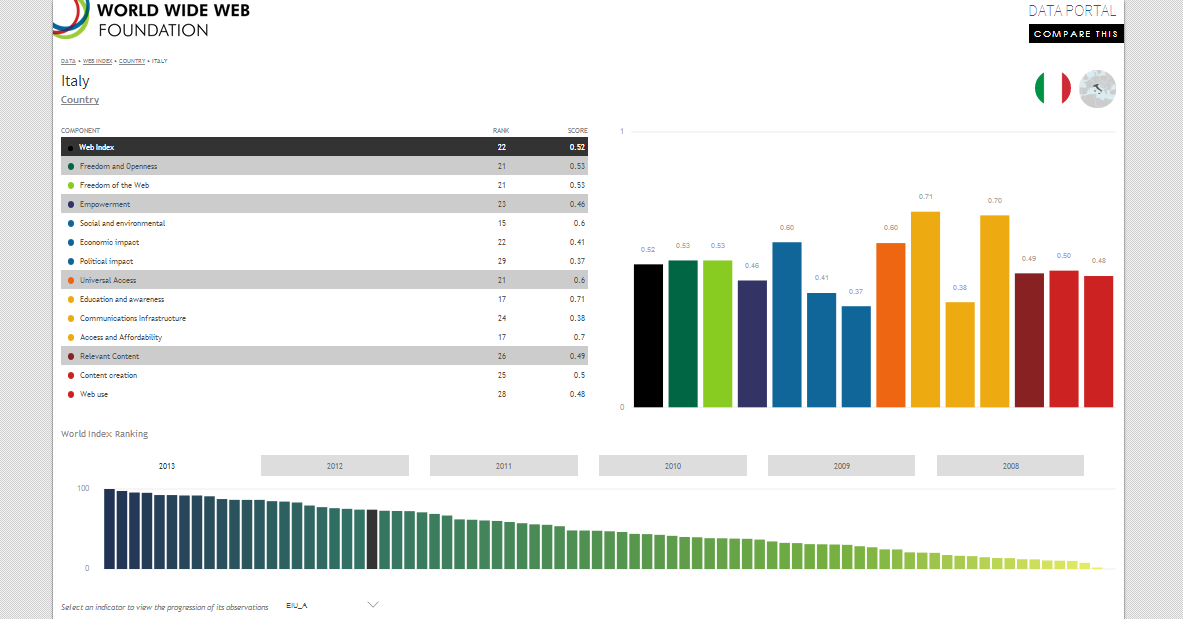 WORLD WIDE WEB
FOUNDATION
DATA PORTAL
COMPARE THIS
DATA • WEB INDEX • COUNTRY • ITALY
Italy
Country
COMPONENT RANK SCORE
Web Index 22 0.52
Freedom and Openness 21 0.53
Freedom of the Web 21 0.53
Empowerment 23 0.46
Social and environmental 15 0.6
Economic impact 22 0.41
Political impact 29 0.37
Universal Access 21 0.6
Education and awareness 17 0.71
Communications Infrastructure 24 0.38
Access and Affordability 17 0.7
Relevant Content 26 0.49
Content creation 25 0.5
Web use 28 0.48
1
0.52 0.53 0.53 0.46 0.60 0.41 0.37 0.60 0.71 0.38 0.70 0.49 0.50 0.48
0
World Index: Ranking
2013 2012 2011 2010 2009 2008
100
0
Select an indicator to view the progression of its observations EIU_A